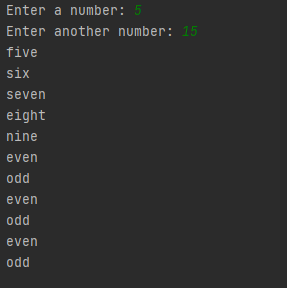 Enter a number: 5
Enter another number: 15
five
six
seven
eight
nine
even
odd
even
odd
even
odd